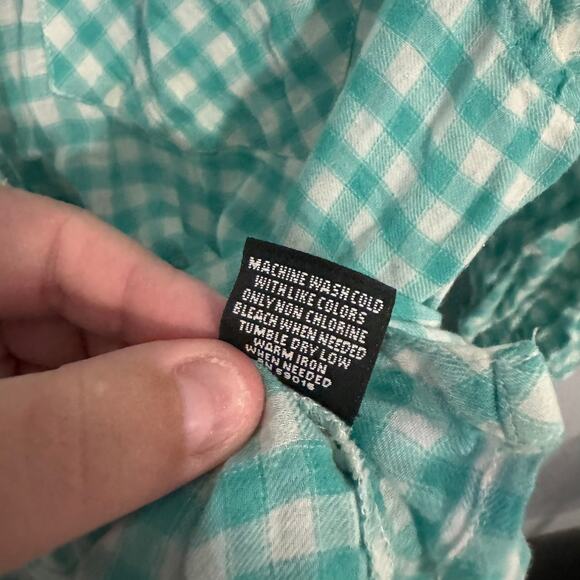 MACHINE WASH COLD
WITH LIKE COLORS
ONLY NON CHLORINE
BLEACH WHEN NEEDED
TUMBLE DRY LOW
WARM IRON
WHEN NEEDED
69016